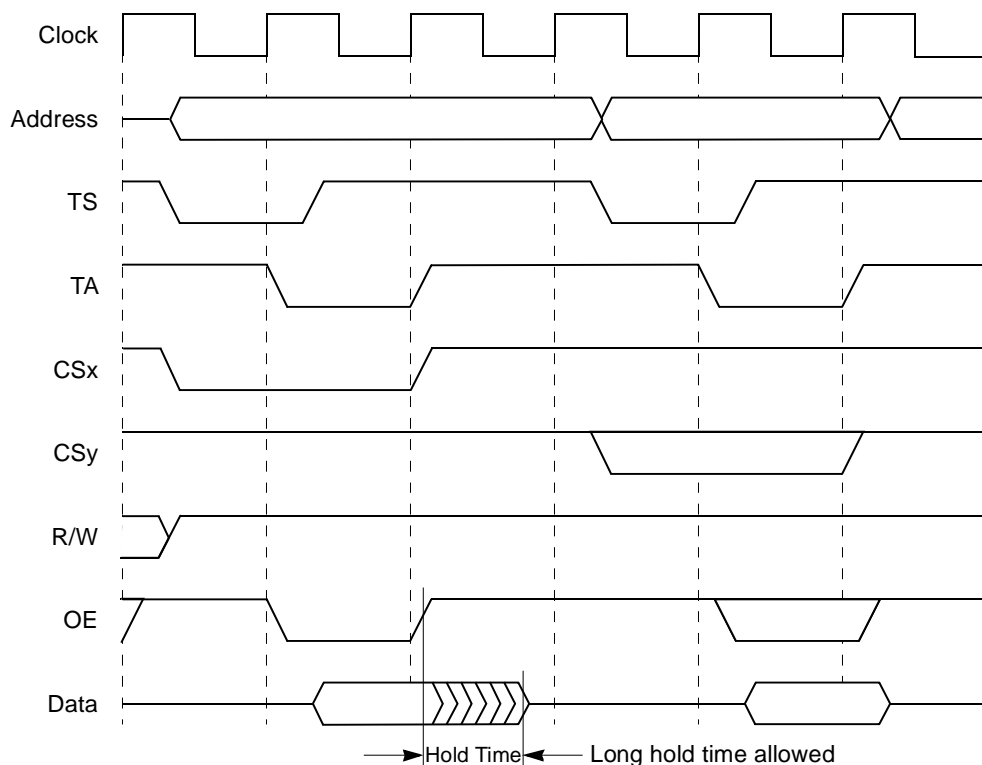 Clock
Address
TS
TA
CSx
CSy
R/W
OE
Data
Hold Time Long hold time allowed